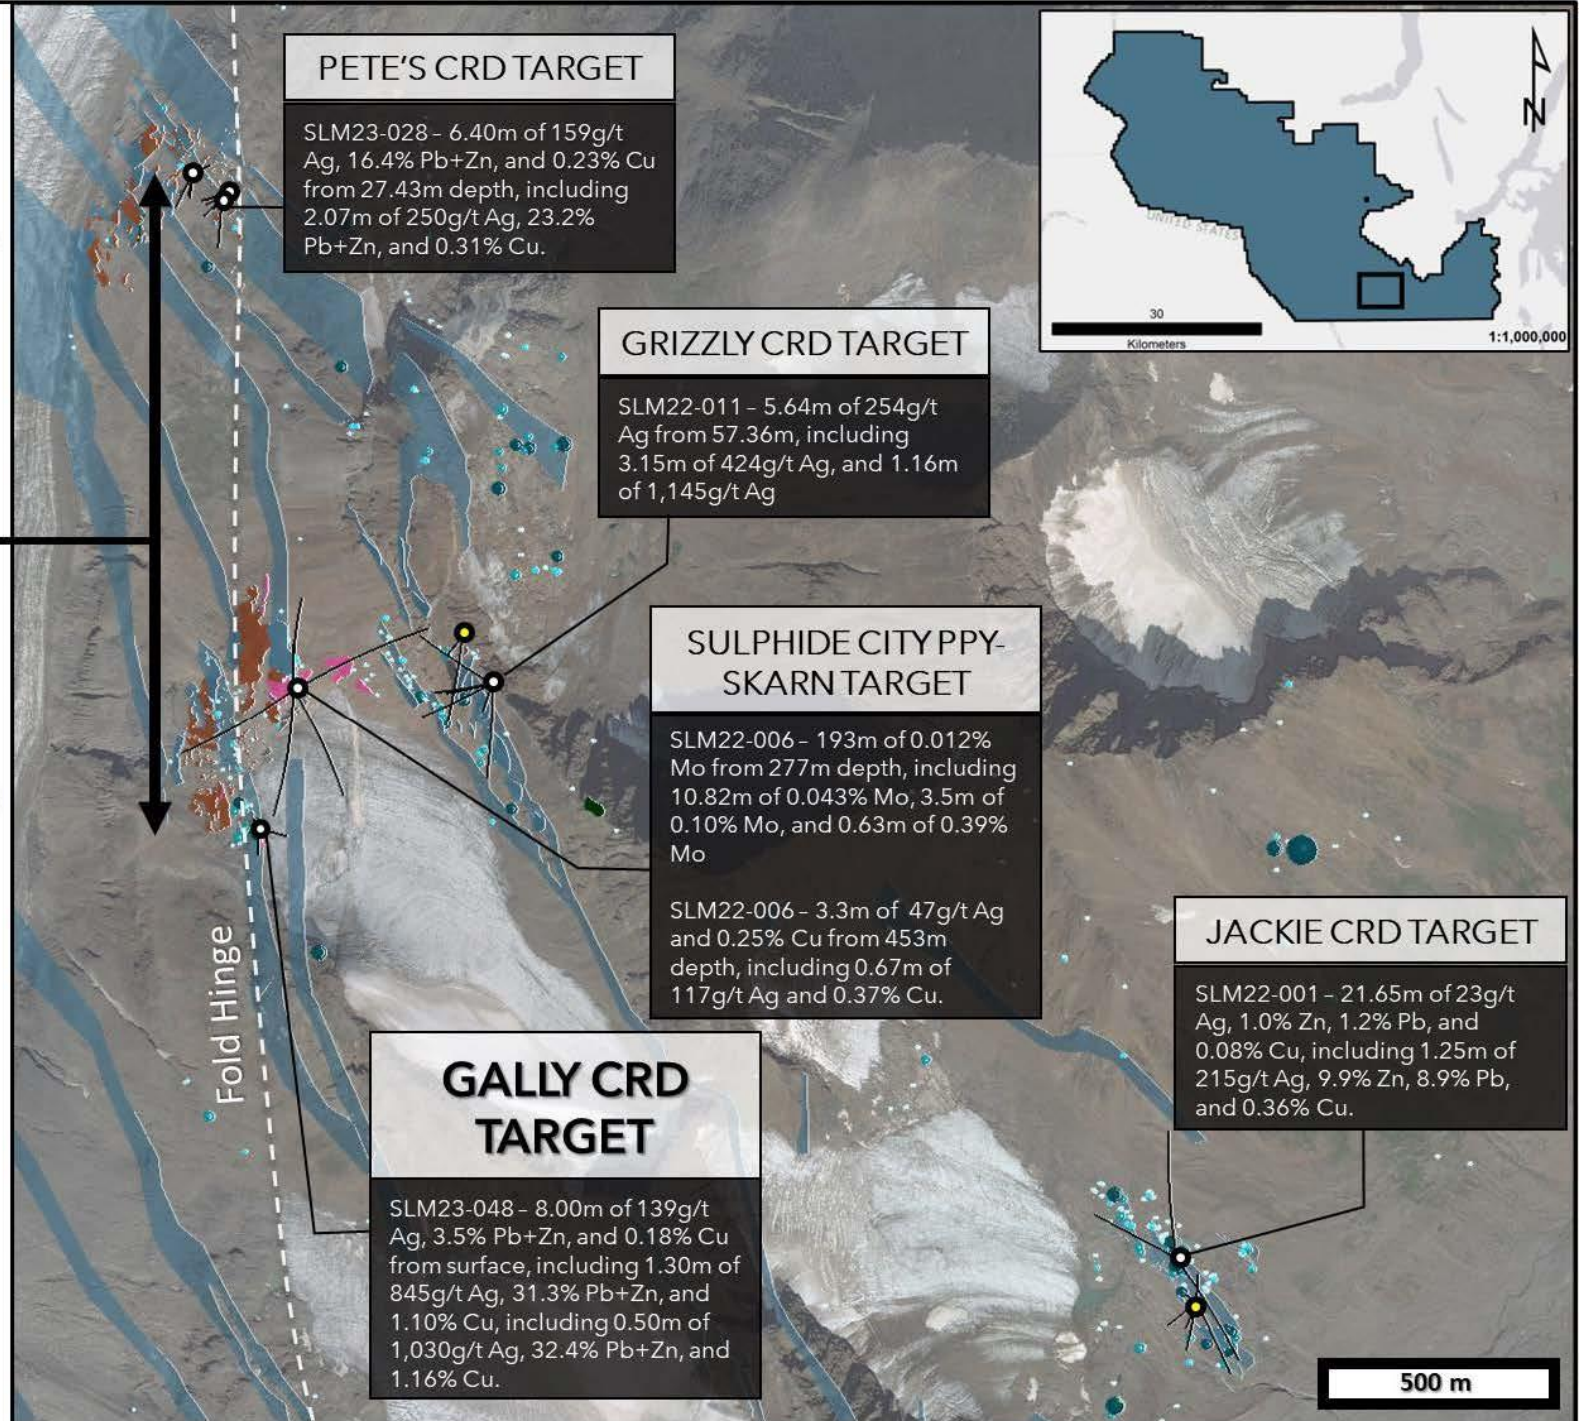 PETE'S CRD TARGET
SLM23-028 – 6.40m of 159g/t
Ag, 16.4% Pb+Zn, and 0.23% Cu
from 27.43m depth, including
2.07m of 250g/t Ag, 23.2%
Pb+Zn, and 0.31% Cu.
N
UNITED STATES
30
Kilometers
1:1,000,000
GRIZZLY CRD TARGET
SLM22-011 – 5.64m of 254g/t
Ag from 57.36m, including
3.15m of 424g/t Ag, and 1.16m
of 1,145g/t Ag
SULPHIDE CITY PPY-
SKARN TARGET
SLM22-006 – 193m of 0.012%
Mo from 277m depth, including
10.82m of 0.043% Mo, 3.5m of
0.10% Mo, and 0.63m of 0.39%
Mo
SLM22-006 – 3.3m of 47g/t Ag
and 0.25% Cu from 453m
depth, including 0.67m of
117g/t Ag and 0.37% Cu.
JACKIE CRD TARGET
SLM22-001 – 21.65m of 23g/t
Ag, 1.0% Zn, 1.2% Pb, and
0.08% Cu, including 1.25m of
215g/t Ag, 9.9% Zn, 8.9% Pb,
and 0.36% Cu.
Fold Hinge
GALLY CRD
TARGET
SLM23-048 – 8.00m of 139g/t
Ag, 3.5% Pb+Zn, and 0.18% Cu
from surface, including 1.30m of
845g/t Ag, 31.3% Pb+Zn, and
1.10% Cu, including 0.50m of
1,030g/t Ag, 32.4% Pb+Zn, and
1.16% Cu.
500 m